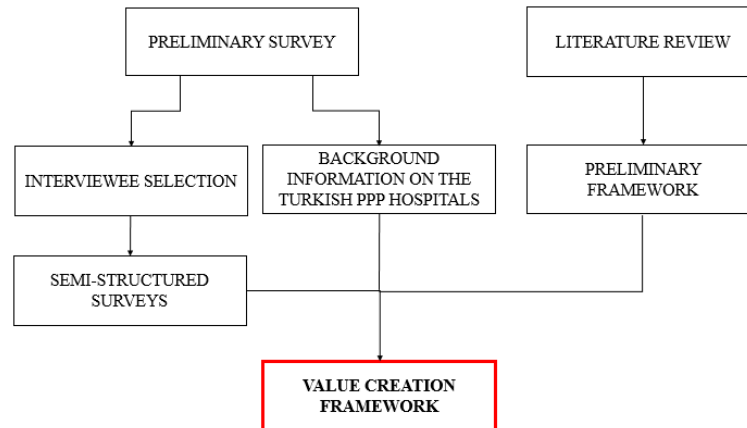 PRELIMINARY SURVEY
LITERATURE REVIEW
INTERVIEWEE SELECTION
BACKGROUND
INFORMATION ON THE
TURKISH PPP HOSPITALS
PRELIMINARY
FRAMEWORK
SEMI-STRUCTURED
SURVEYS
VALUE CREATION
FRAMEWORK